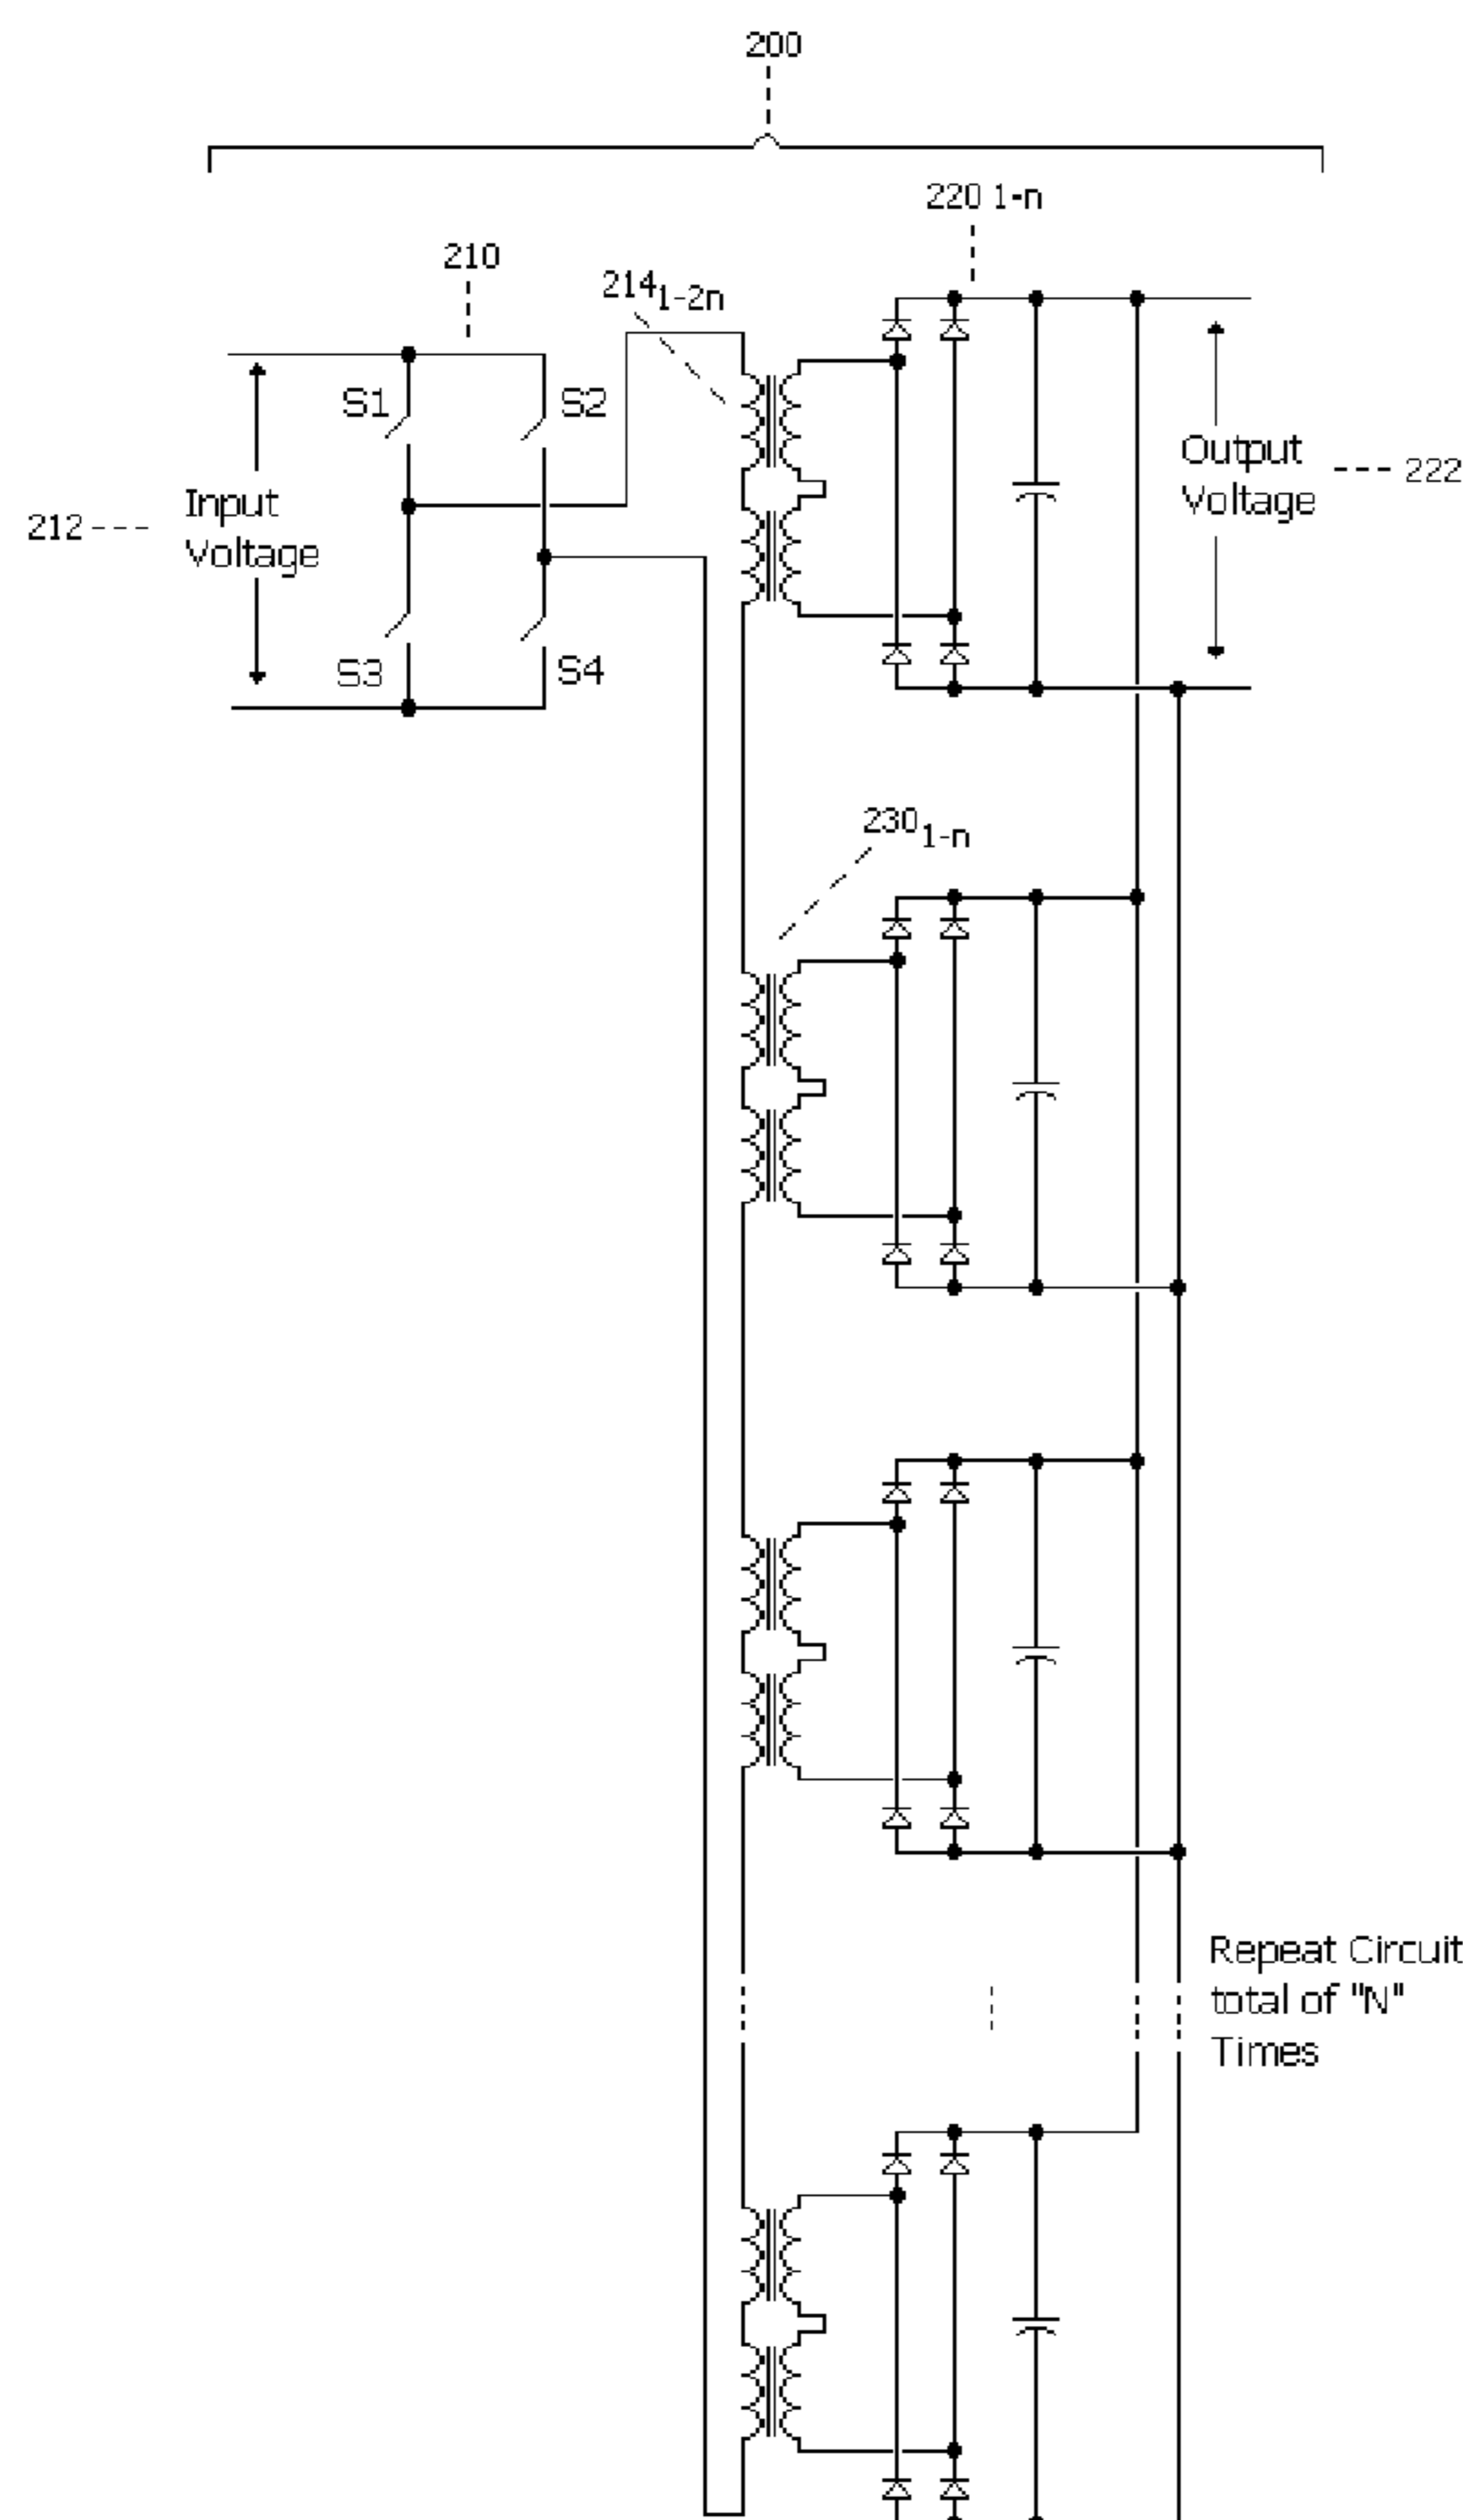 200
220 1-n
210
214 1-2n
S1
S2
Input
Voltage
212
Output
Voltage
222
S3
S4
230 1-n
Repeat Circuit
total of "N"
Times